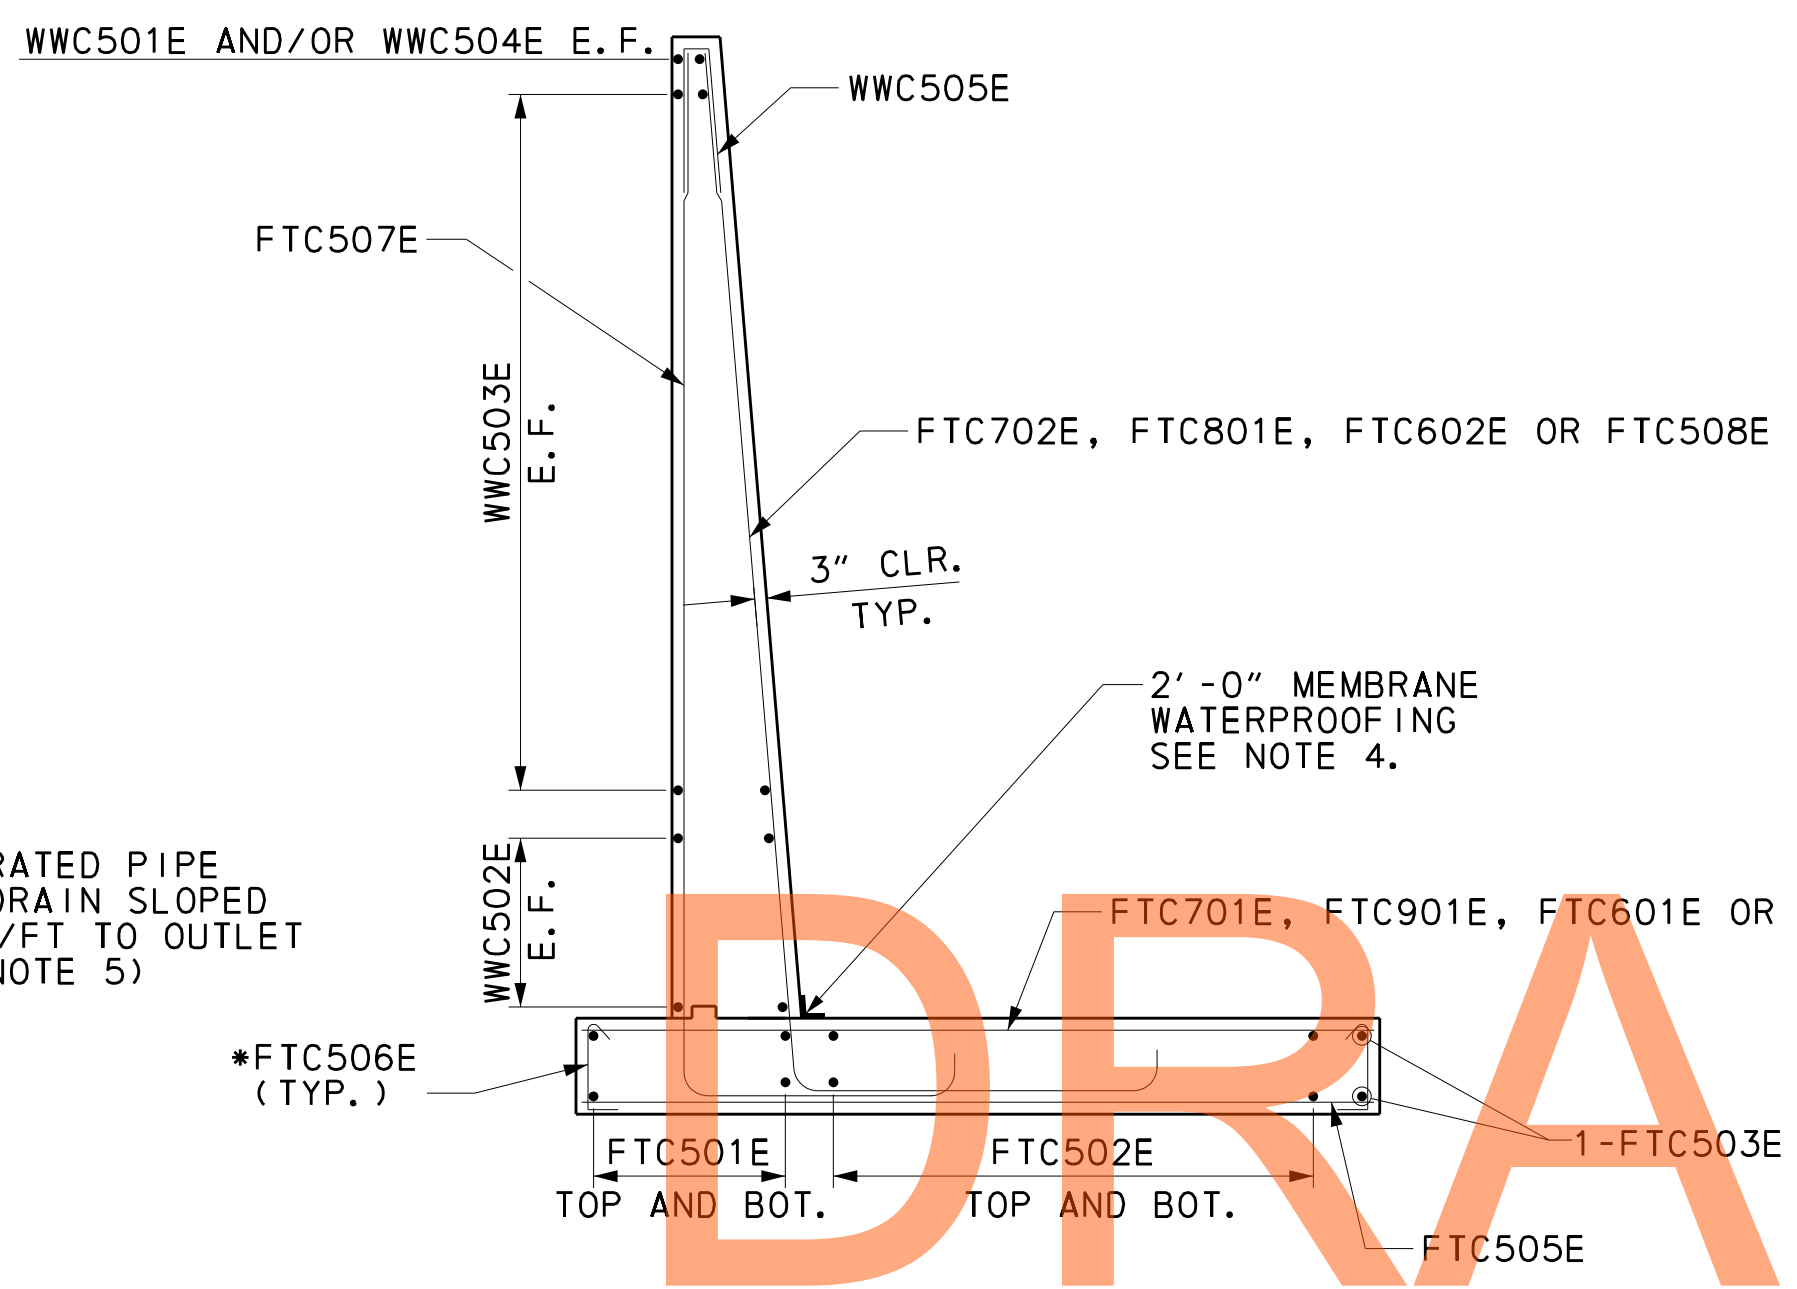 WWC501E AND/OR WWC504E E.F.
WWC505E
FTC507E
WWC503E
E.F.
FTC702E, FTC801E, FTC602E OR FTC508E
3" CLR.
TYP.
2'-0" MEMBRANE
WATERPROOFING
SEE NOTE 4.
RATED PIPE
DRAIN SLOPED
/FT TO OUTLET
NOTE 5)
WWC502E
E.F.
FTC701E, FTC901E, FTC601E OR
*FTC506E
(TYP.)
FTC501E
TOP AND BOT.
FTC502E
TOP AND BOT.
1-FTC503E
FTC505E
DRA